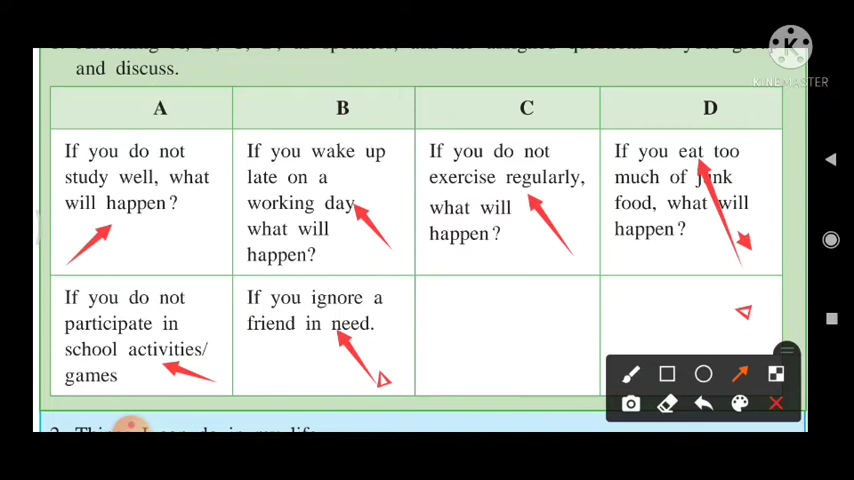 and discuss.
KINEMASTER
A B C D
If you do not
study well, what
will happen?
If you wake up
late on a
working day,
what will
happen?
If you do not
exercise regularly,
what will
happen?
If you eat too
much of junk
food, what will
happen?
If you do not
participate in
school activities/
games
If you ignore a
friend in need.